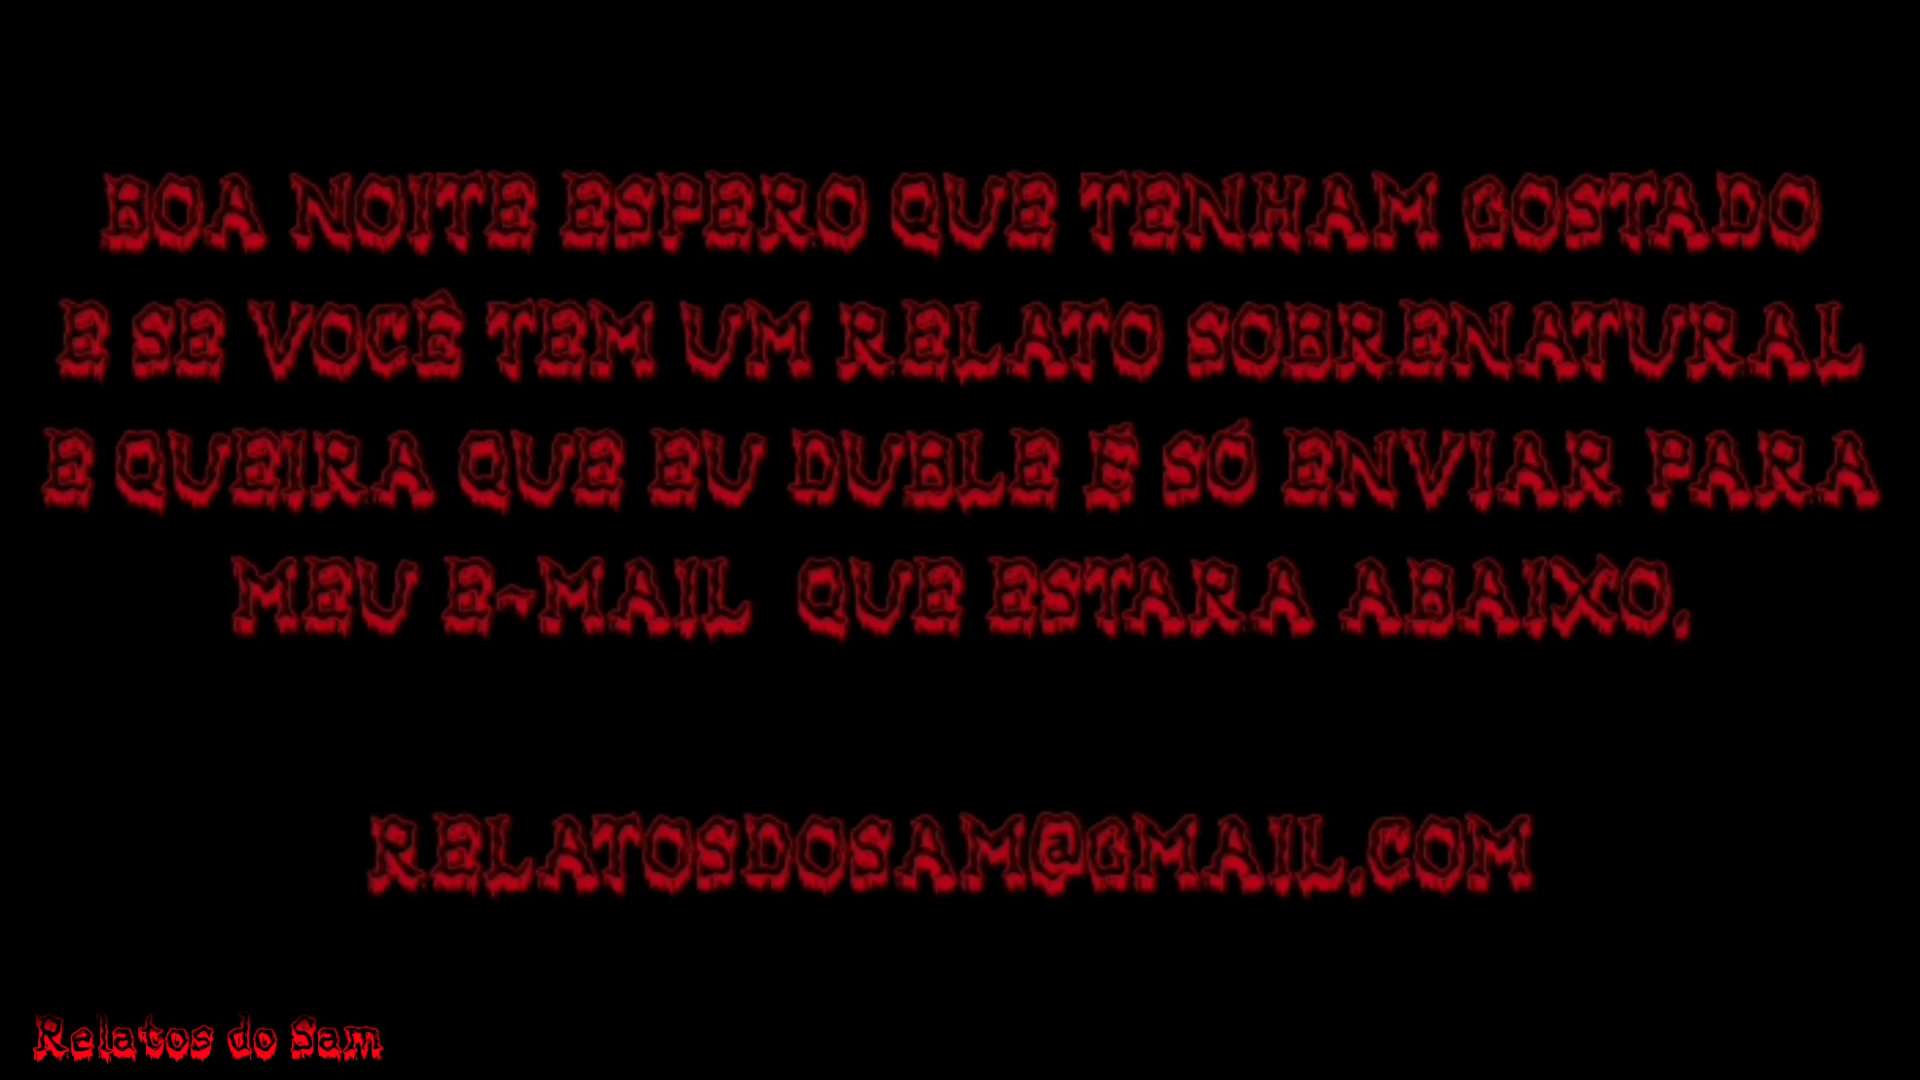 BOA NOITE ESPERO QUE TENHAM GOSTADO
E SE VOCÊ TEM UM RELATO SOBRENATURAL
E QUEIRA QUE EU DUBLE É SÓ ENVIAR PARA
MEU E-MAIL QUE ESTARA ABAIXO.
RELATOSDOSAM@GMAIL.COM
Relatos do Sam